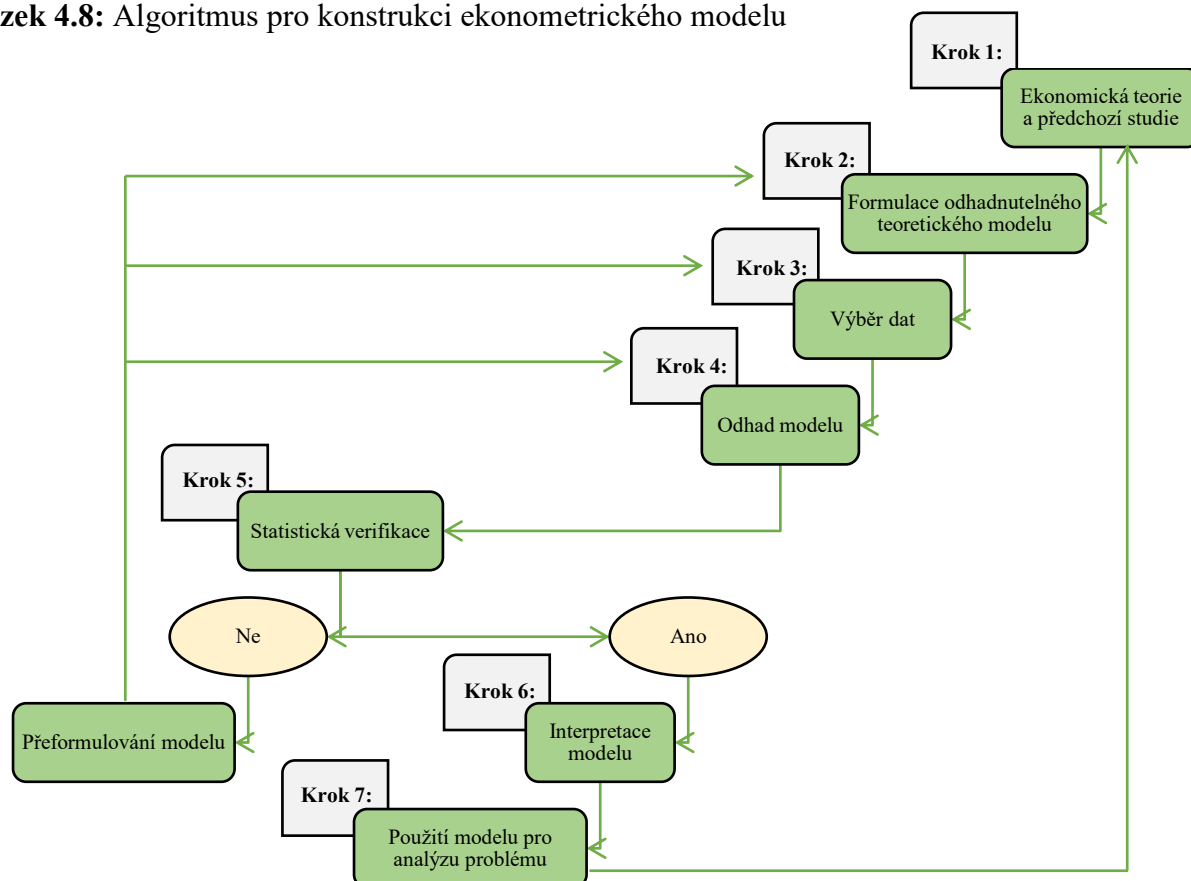 zek 4.8: Algoritmus pro konstrukci ekonometrického modelu
Krok 1:
Ekonomická teorie
a předchozí studie
Krok 2:
Formulace odhadnutelného
teoretického modelu
Krok 3:
Výběr dat
Krok 4:
Odhad modelu
Krok 5:
Statistická verifikace
Ne
Ano
Přeformulování modelu
Krok 6:
Interpretace
modelu
Krok 7:
Použití modelu pro
analýzu problému